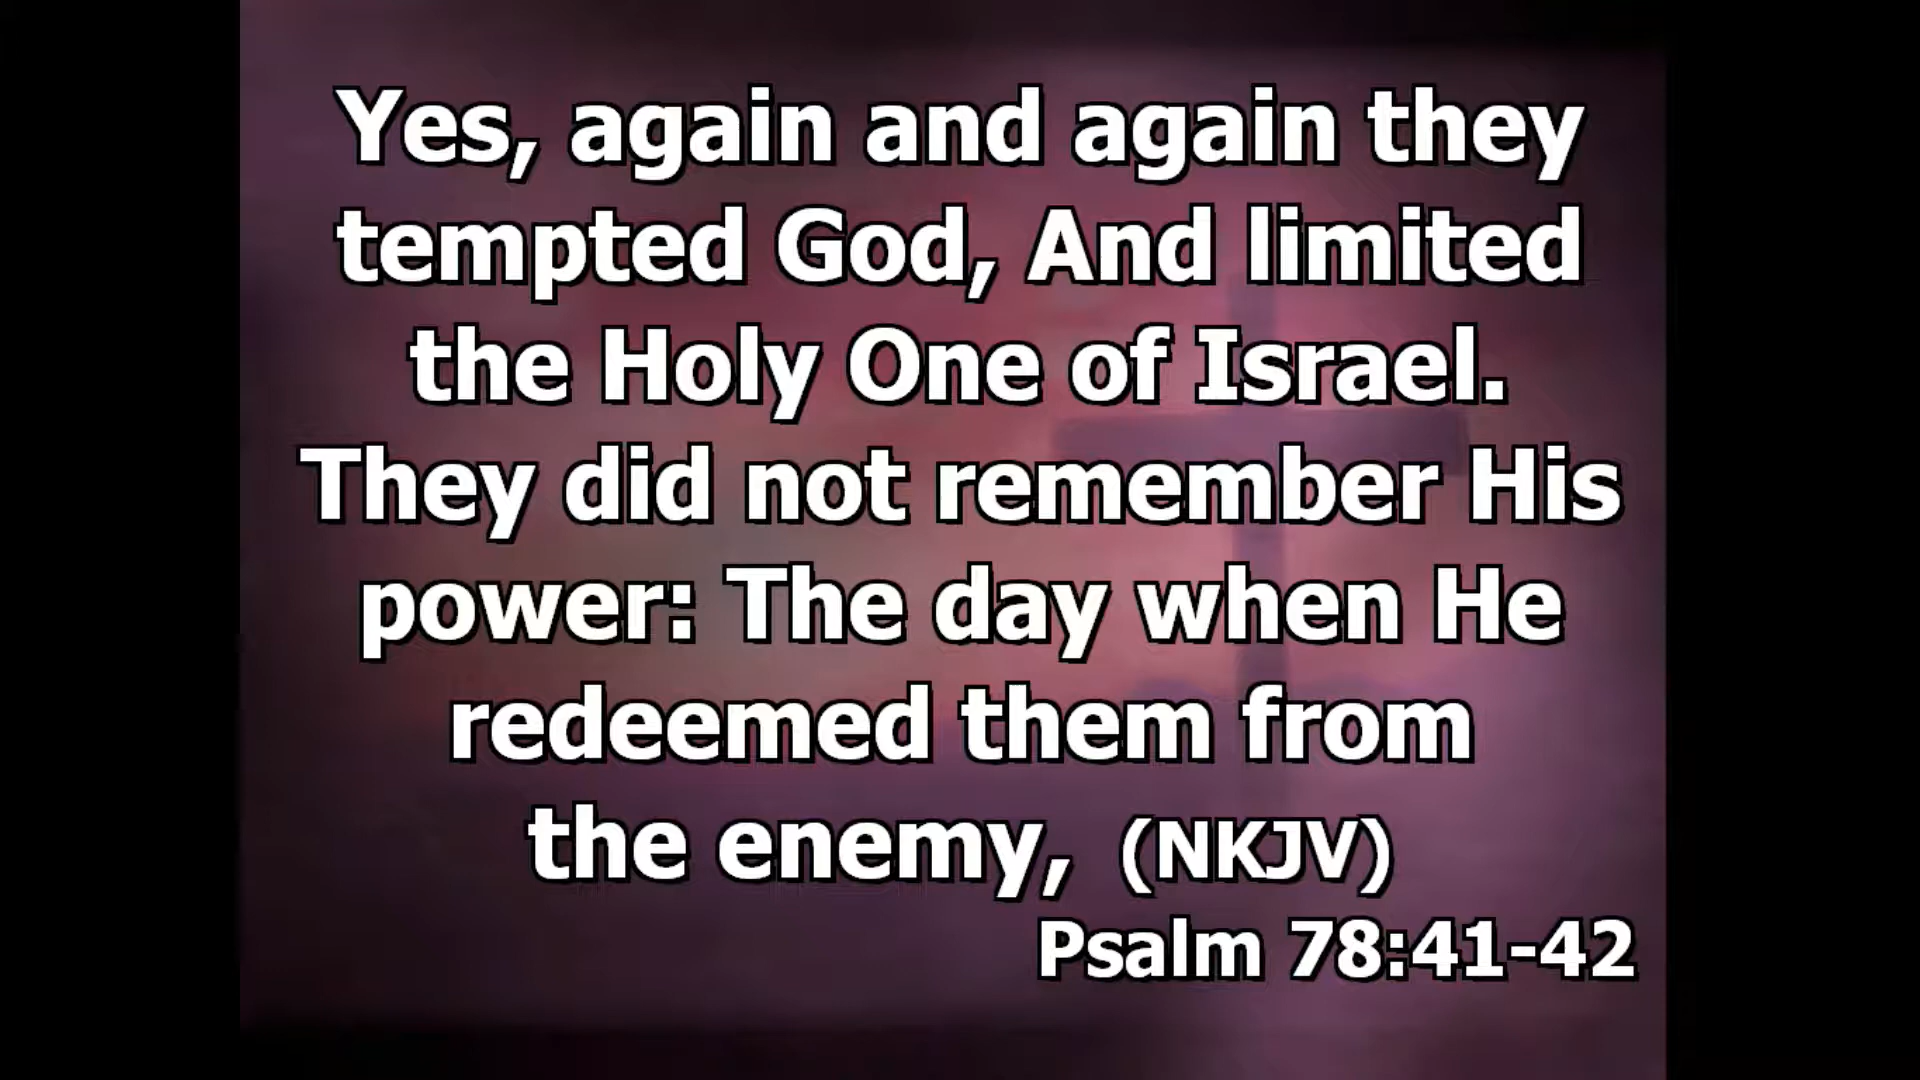 Yes, again and again they
tempted God, And limited
the Holy One of Israel.
They did not remember His
power: The day when He
redeemed them from
the enemy, (NKJV)
Psalm 78:41-42